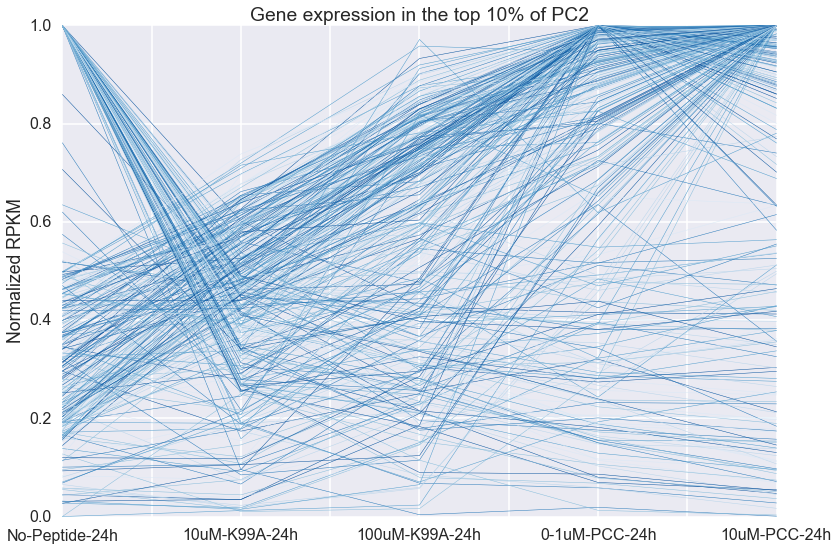 Gene expression in the top 10% of PC2
1.0
0.8
0.6
0.4
0.2
0.0
Normalized RPKM
No-Peptide-24h 10uM-K99A-24h 100uM-K99A-24h 0-1uM-PCC-24h 10uM-PCC-24h